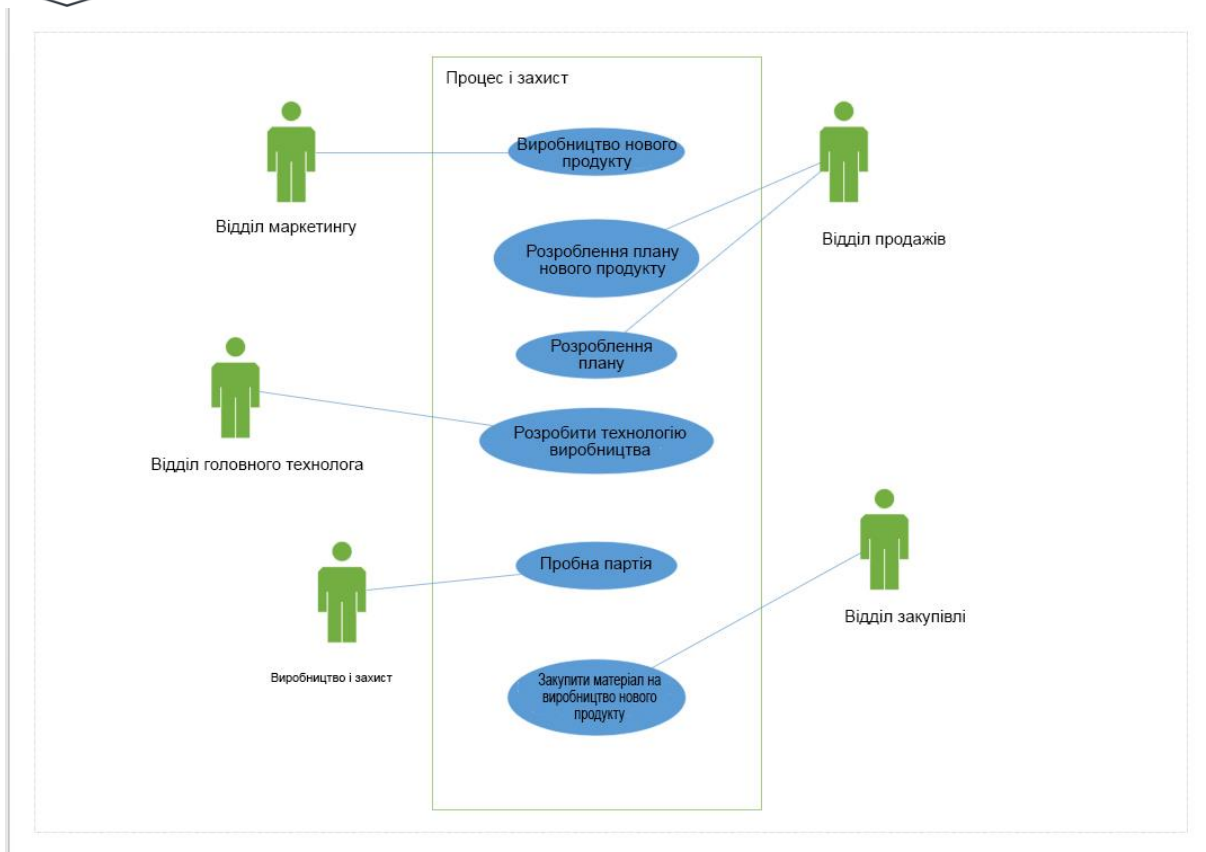 Процес і захист
Виробництво нового
продукту
Відділ маркетингу
Відділ продажів
Розроблення плану
нового продукту
Розроблення
плану
Розробити технологію
виробництва
Відділ головного технолога
Пробна партія
Відділ закупівлі
Виробництво і захист
Закупити матеріал на
виробництво нового
продукту